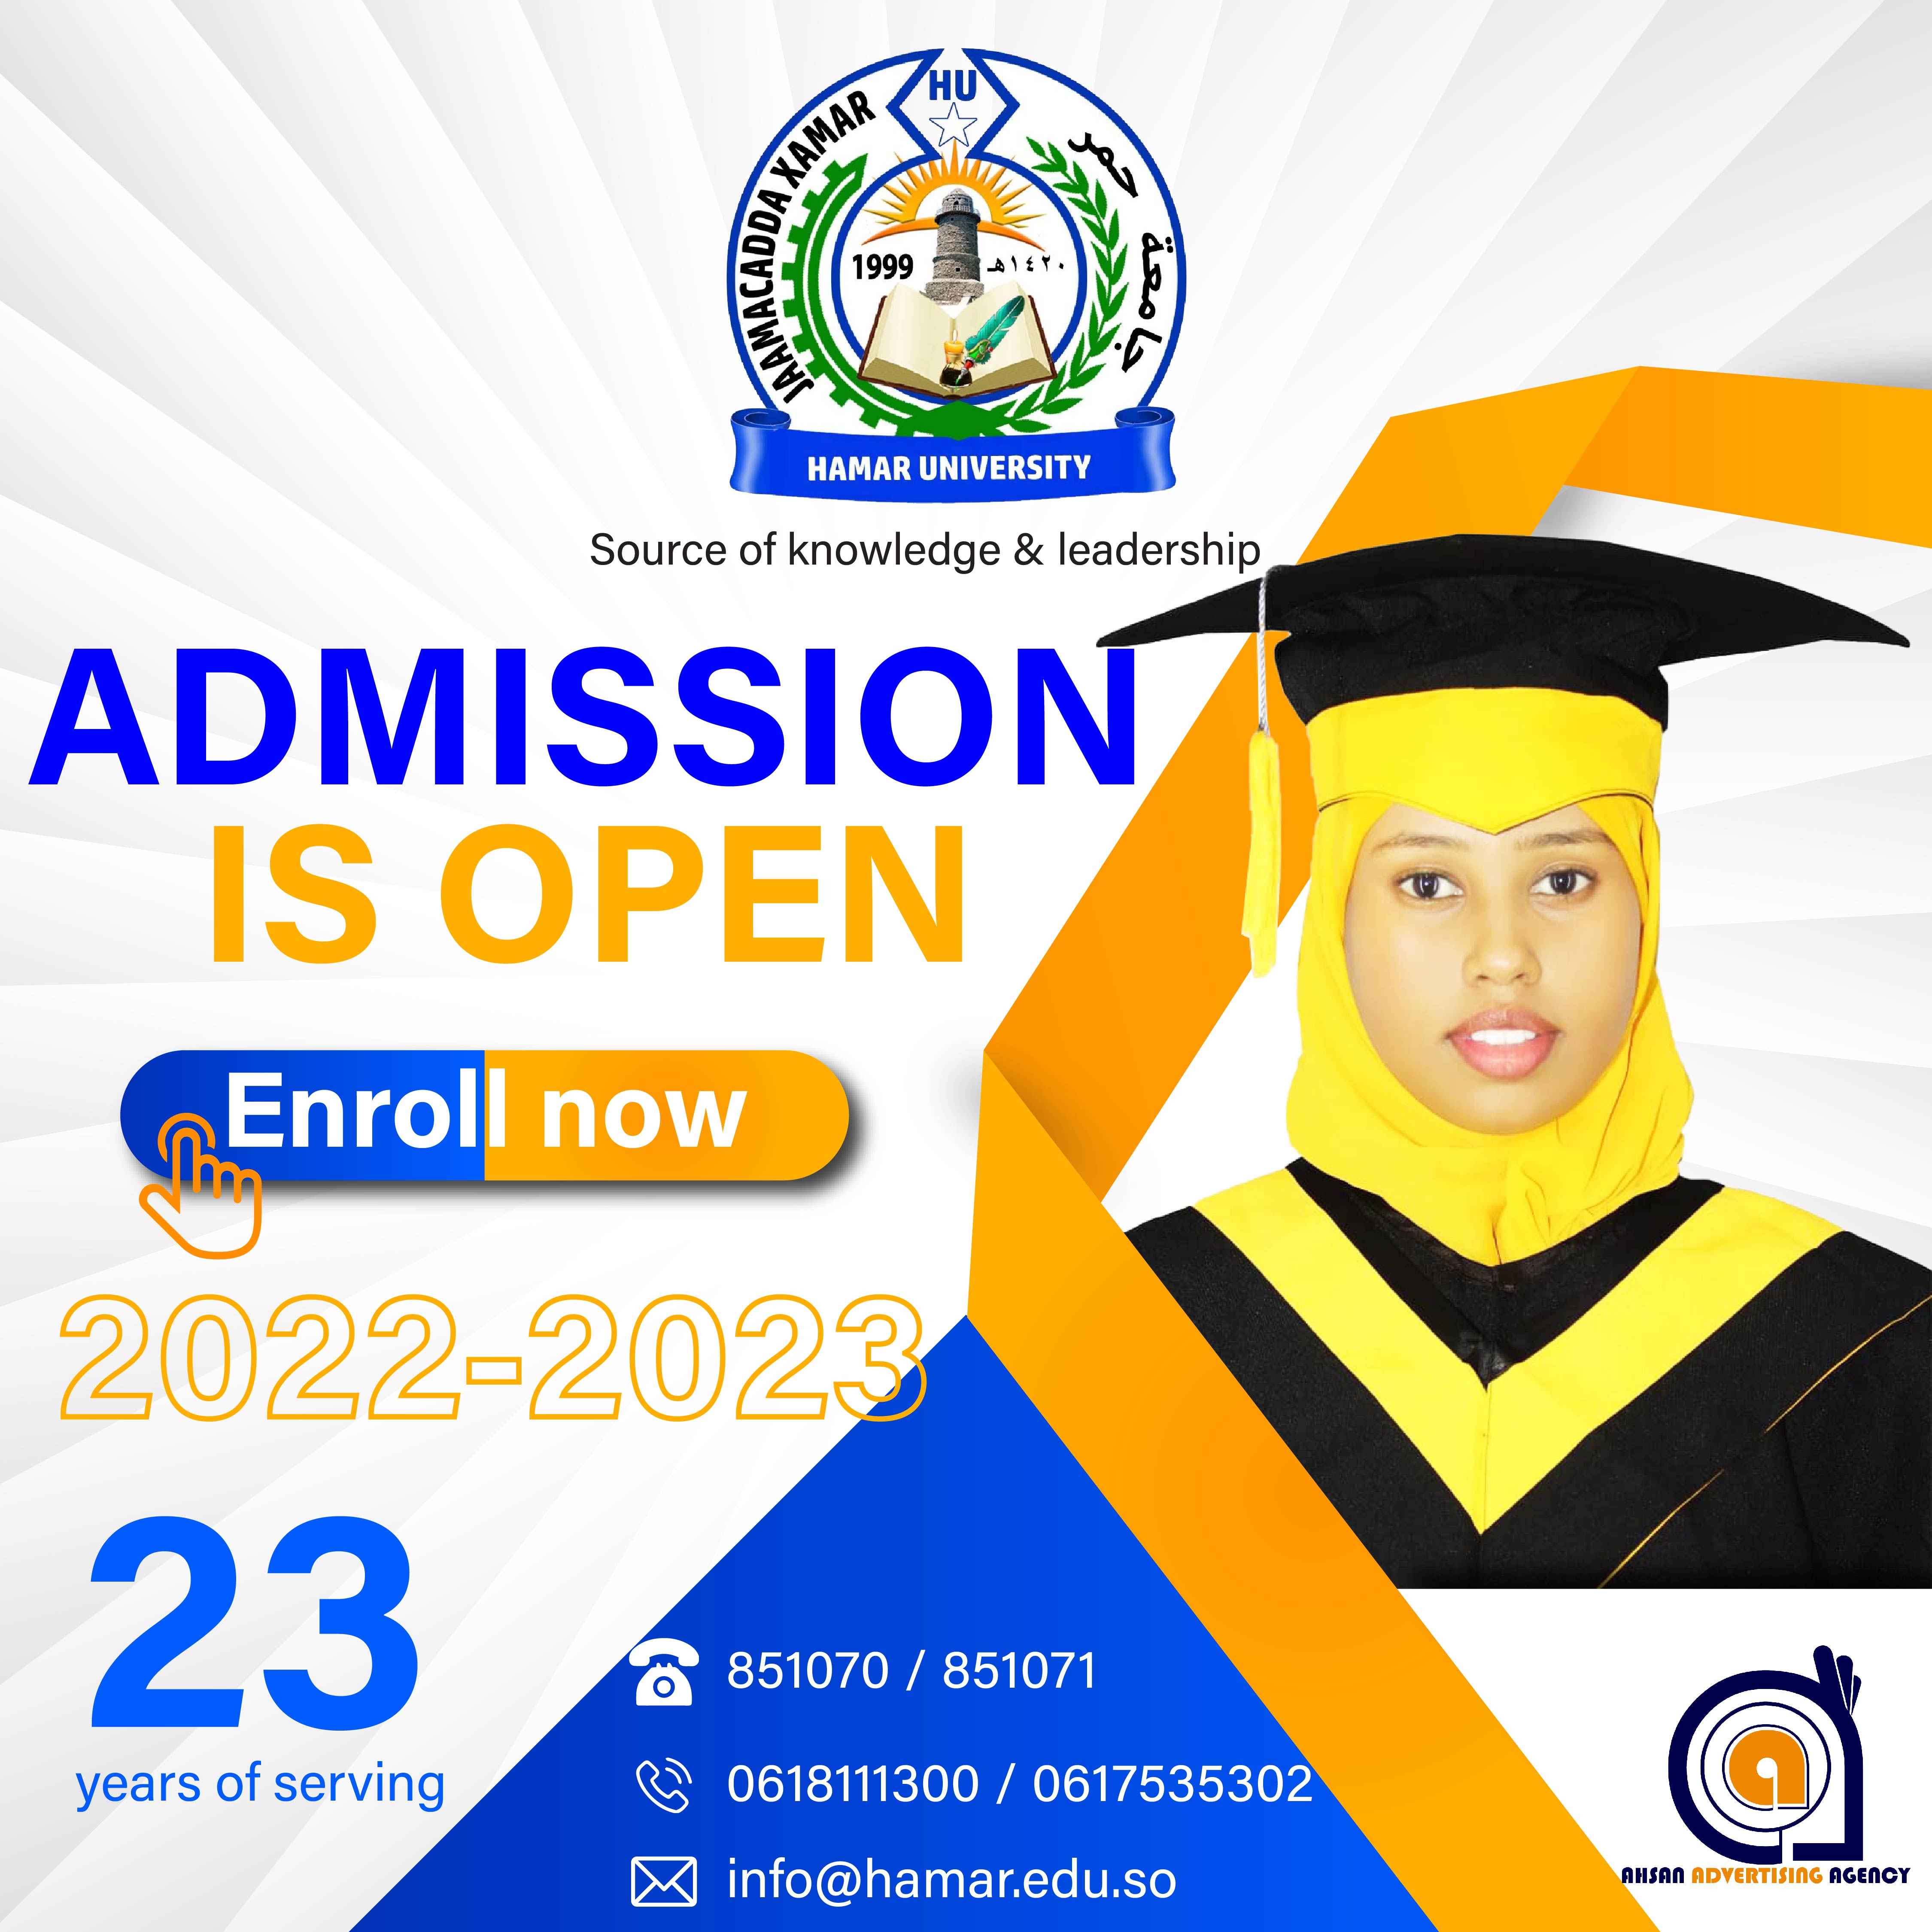 HU
JAAMACADDA XAMAR
جامعة حمر
1999
١٤٢٠هـ
HAMAR UNIVERSITY
Source of knowledge & leadership
ADMISSION
IS OPEN
Enroll now
2022-2023
23
years of serving
851070 / 851071
0618111300 / 0617535302
info@hamar.edu.so
AHSAN ADVERTISING AGENCY